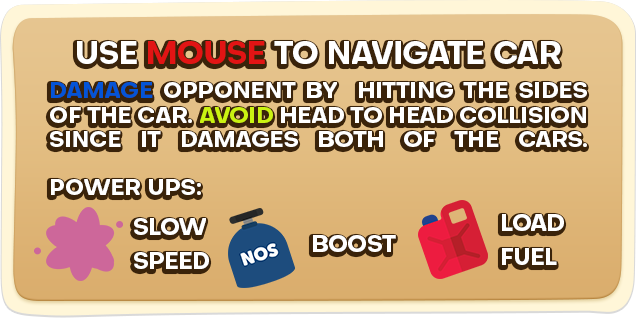 USE MOUSE TO NAVIGATE CAR
DAMAGE OPPONENT BY HITTING THE SIDES
OF THE CAR. AVOID HEAD TO HEAD COLLISION
SINCE IT DAMAGES BOTH OF THE CARS.
POWER UPS:
SLOW
SPEED
NOS
BOOST
LOAD
FUEL